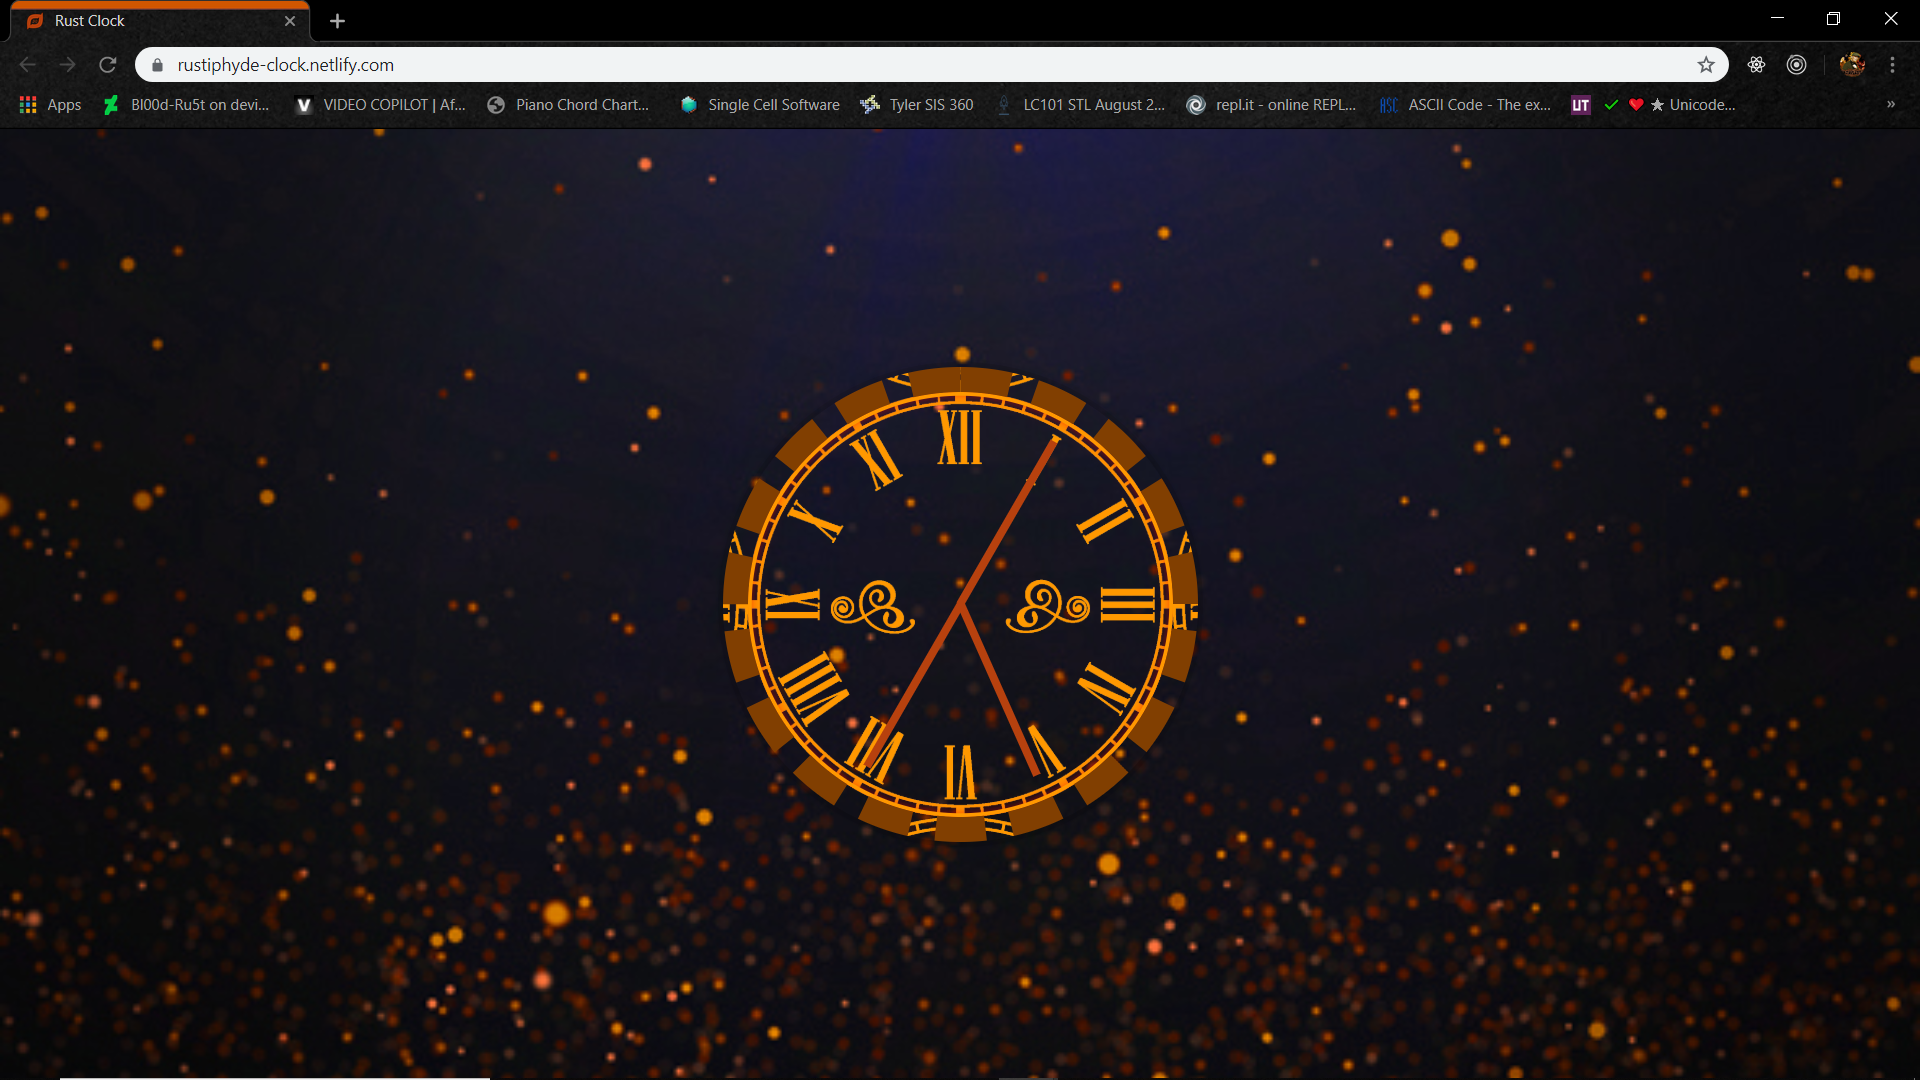 Rust Clock
rustiphyde-clock.netlify.com
Apps
Bl00d-Ru5t on devi...
VIDEO COPILOT | Af...
Piano Chord Chart...
Single Cell Software
Tyler SIS 360
LC101 STL August 2...
repl.it - online REPL...
ASC ASCII Code - The ex...
UT ✓ ❤ ★ Unicode...
»
XII
XI
II
X
IX
III
VIII
IV
VII
V
VI